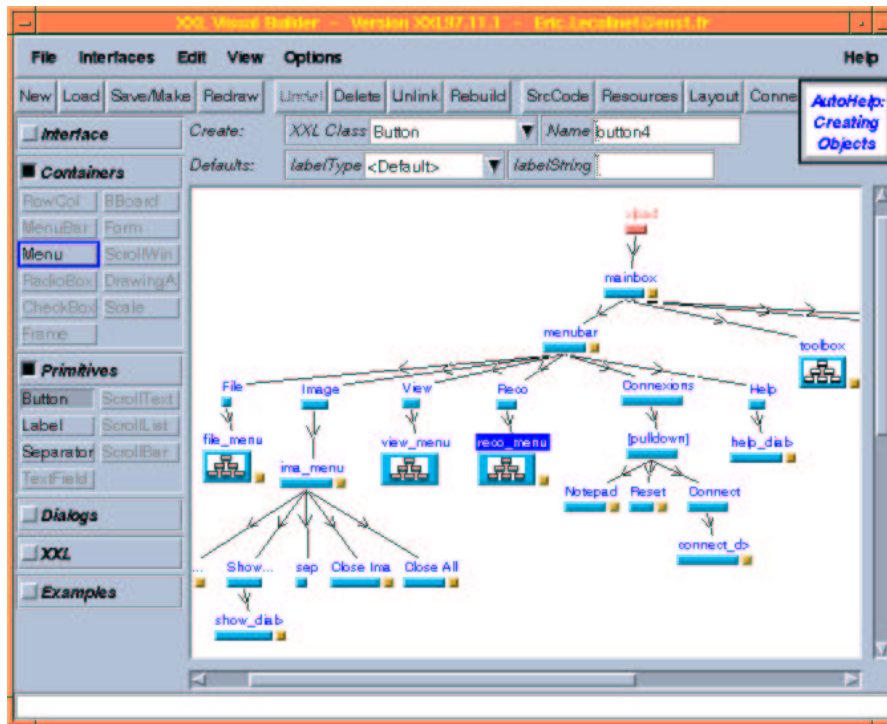 XXL Visual Builder - Version XXL97.11.1 - Eric.Lecolinet@enst.fr
File Interfaces Edit View Options Help
New Load Save/Make Redraw Undel Delete Unlink Rebuild SrcCode Resources Layout Conne
AutoHelp:
Creating
Objects
Interface
Create: XXL Class Button Name button4
Defaults: labelType <Default> labelString
Containers
RowCol BBoard
MenuBar Form
Menu ScrollWin
RadioBox DrawingA
CheckBox Scale
Frame
Primitives
Button ScrollText
Label ScrollList
Separator ScrollBar
TextField
Dialogs
XXL
Examples
mainbox
menubar
toolbox
File Image View Reco Connexions Help
file_menu ima_menu view_menu reco_menu [pulldown] help_diab
Notepad Reset Connect
connect_d>
... Show... sep Close Ima Close All
show_diab